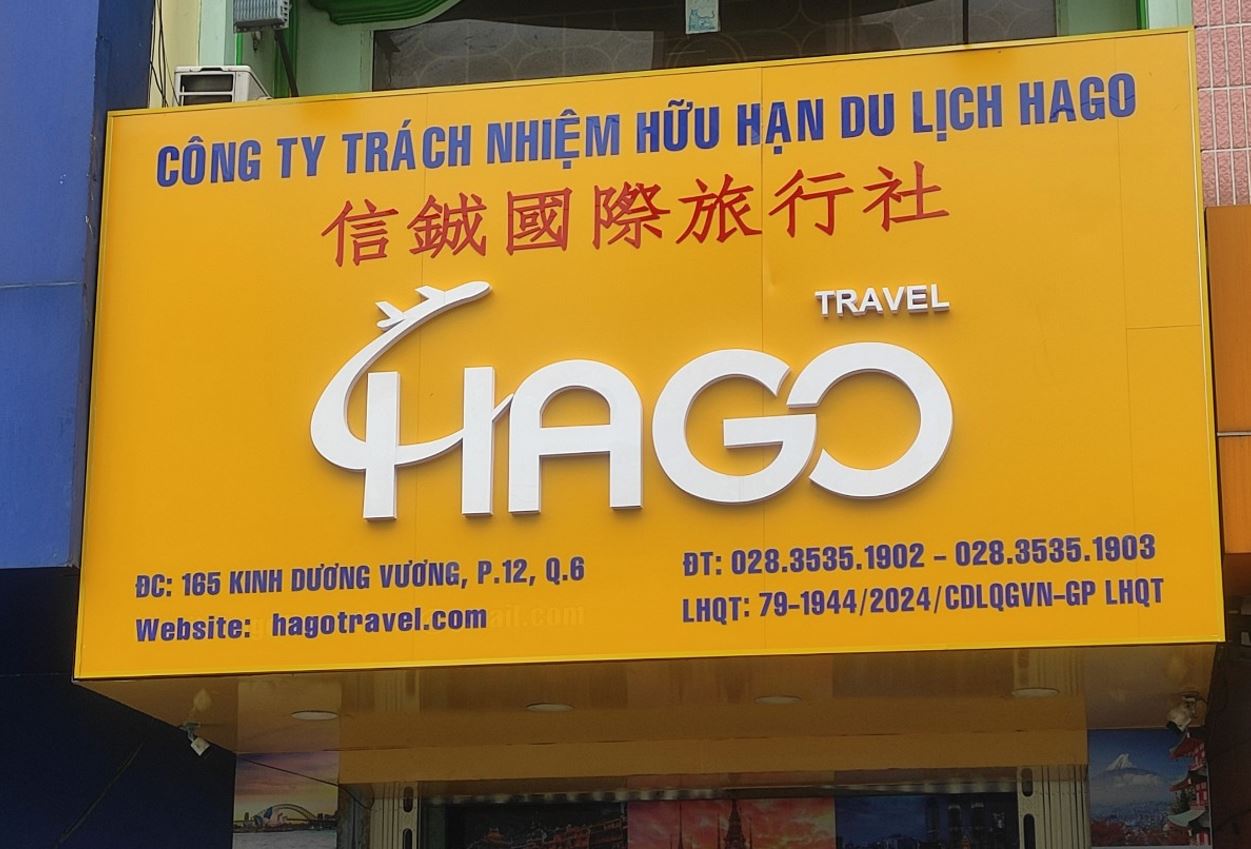 CÔNG TY TRÁCH NHIỆM HỮU HẠN DU LỊCH HAGO
信鋮國際旅行社
TRAVEL
HAGO
ĐC: 165 KINH DƯƠNG VƯƠNG, P.12, Q.6
Website: hagotravel.com
ĐT: 028.3535.1902 - 028.3535.1903
LHQT: 79-1944/2024/CDLQGVN-GP LHQT